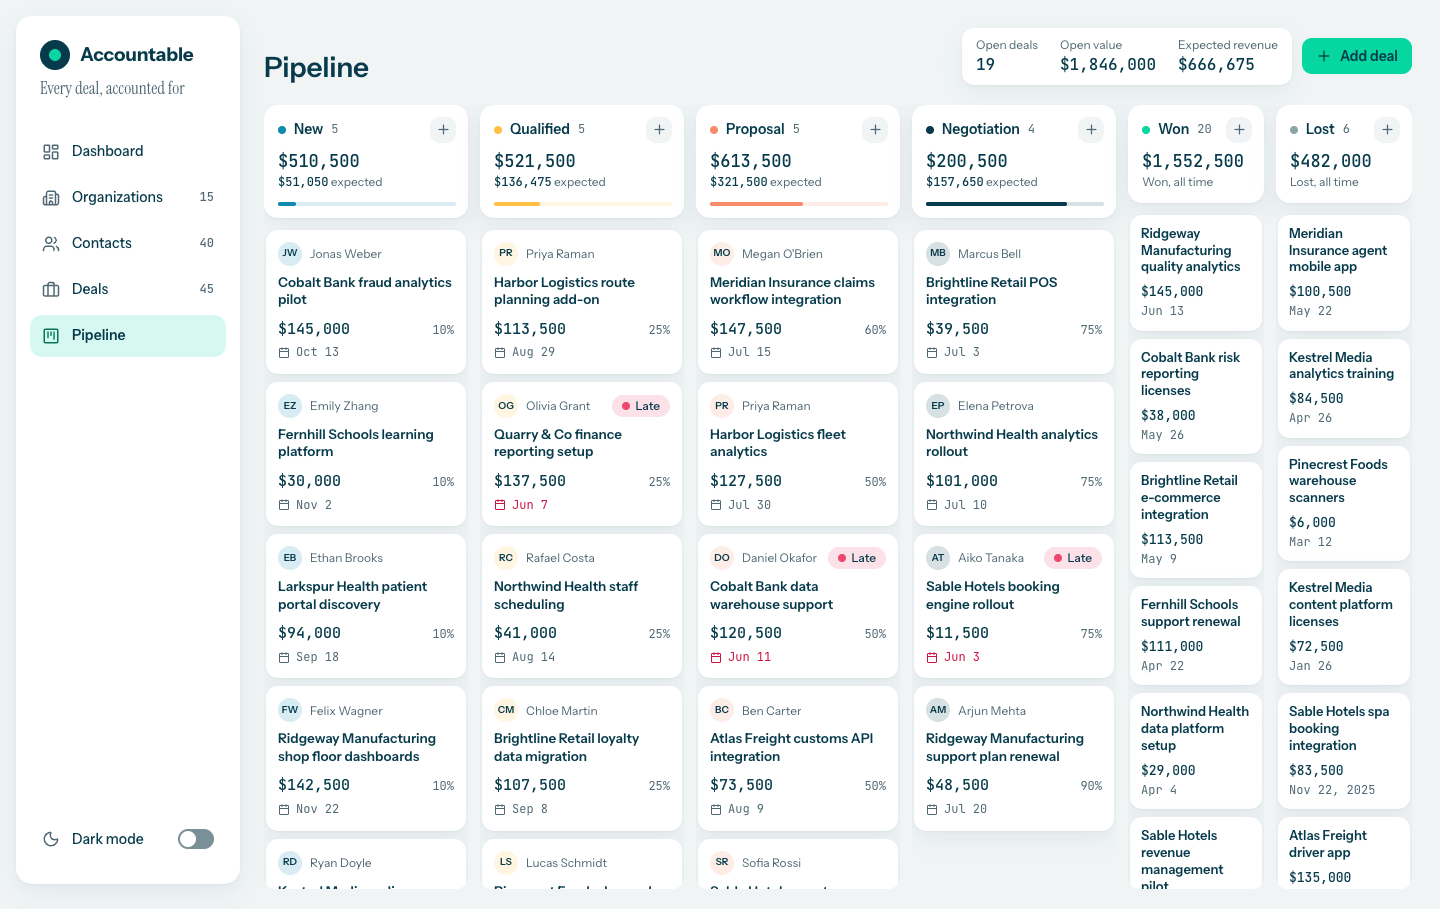 Accountable
Every deal, accounted for
Dashboard
Organizations 15
Contacts 40
Deals 45
Pipeline
Dark mode
Pipeline
Open deals
19
Open value
$1,846,000
Expected revenue
$666,675
Add deal
New 5
$510,500
$51,050 expected
JW Jonas Weber
Cobalt Bank fraud analytics
pilot
$145,000 10%
Oct 13
EZ Emily Zhang
Fernhill Schools learning
platform
$30,000 10%
Nov 2
EB Ethan Brooks
Larkspur Health patient
portal discovery
$94,000 10%
Sep 18
FW Felix Wagner
Ridgeway Manufacturing
shop floor dashboards
$142,500 10%
Nov 22
RD Ryan Doyle
Qualified 5
$521,500
$136,475 expected
PR Priya Raman
Harbor Logistics route
planning add-on
$113,500 25%
Aug 29
OG Olivia Grant Late
Quarry & Co finance
reporting setup
$137,500 25%
Jun 7
RC Rafael Costa
Northwind Health staff
scheduling
$41,000 25%
Aug 14
CM Chloe Martin
Brightline Retail loyalty
data migration
$107,500 25%
Sep 8
LS Lucas Schmidt
Proposal 5
$613,500
$321,500 expected
MO Megan O'Brien
Meridian Insurance claims
workflow integration
$147,500 60%
Jul 15
PR Priya Raman
Harbor Logistics fleet
analytics
$127,500 50%
Jul 30
DO Daniel Okafor Late
Cobalt Bank data
warehouse support
$120,500 50%
Jun 11
BC Ben Carter
Atlas Freight customs API
integration
$73,500 50%
Aug 9
SR Sofia Rossi
Negotiation 4
$200,500
$157,650 expected
MB Marcus Bell
Brightline Retail POS
integration
$39,500 75%
Jul 3
EP Elena Petrova
Northwind Health analytics
rollout
$101,000 75%
Jul 10
AT Aiko Tanaka Late
Sable Hotels booking
engine rollout
$11,500 75%
Jun 3
AM Arjun Mehta
Ridgeway Manufacturing
support plan renewal
$48,500 90%
Jul 20
Won 20
$1,552,500
Won, all time
Ridgeway
Manufacturing
quality analytics
$145,000
Jun 13
Cobalt Bank risk
reporting
licenses
$38,000
May 26
Brightline Retail
e-commerce
integration
$113,500
May 9
Fernhill Schools
support renewal
$111,000
Apr 22
Northwind Health
data platform
setup
$29,000
Apr 4
Sable Hotels
revenue
management
pilot
Lost 6
$482,000
Lost, all time
Meridian
Insurance agent
mobile app
$100,500
May 22
Kestrel Media
analytics training
$84,500
Apr 26
Pinecrest Foods
warehouse
scanners
$6,000
Mar 12
Kestrel Media
content platform
licenses
$72,500
Jan 26
Sable Hotels spa
booking
integration
$83,500
Nov 22, 2025
Atlas Freight
driver app
$135,000